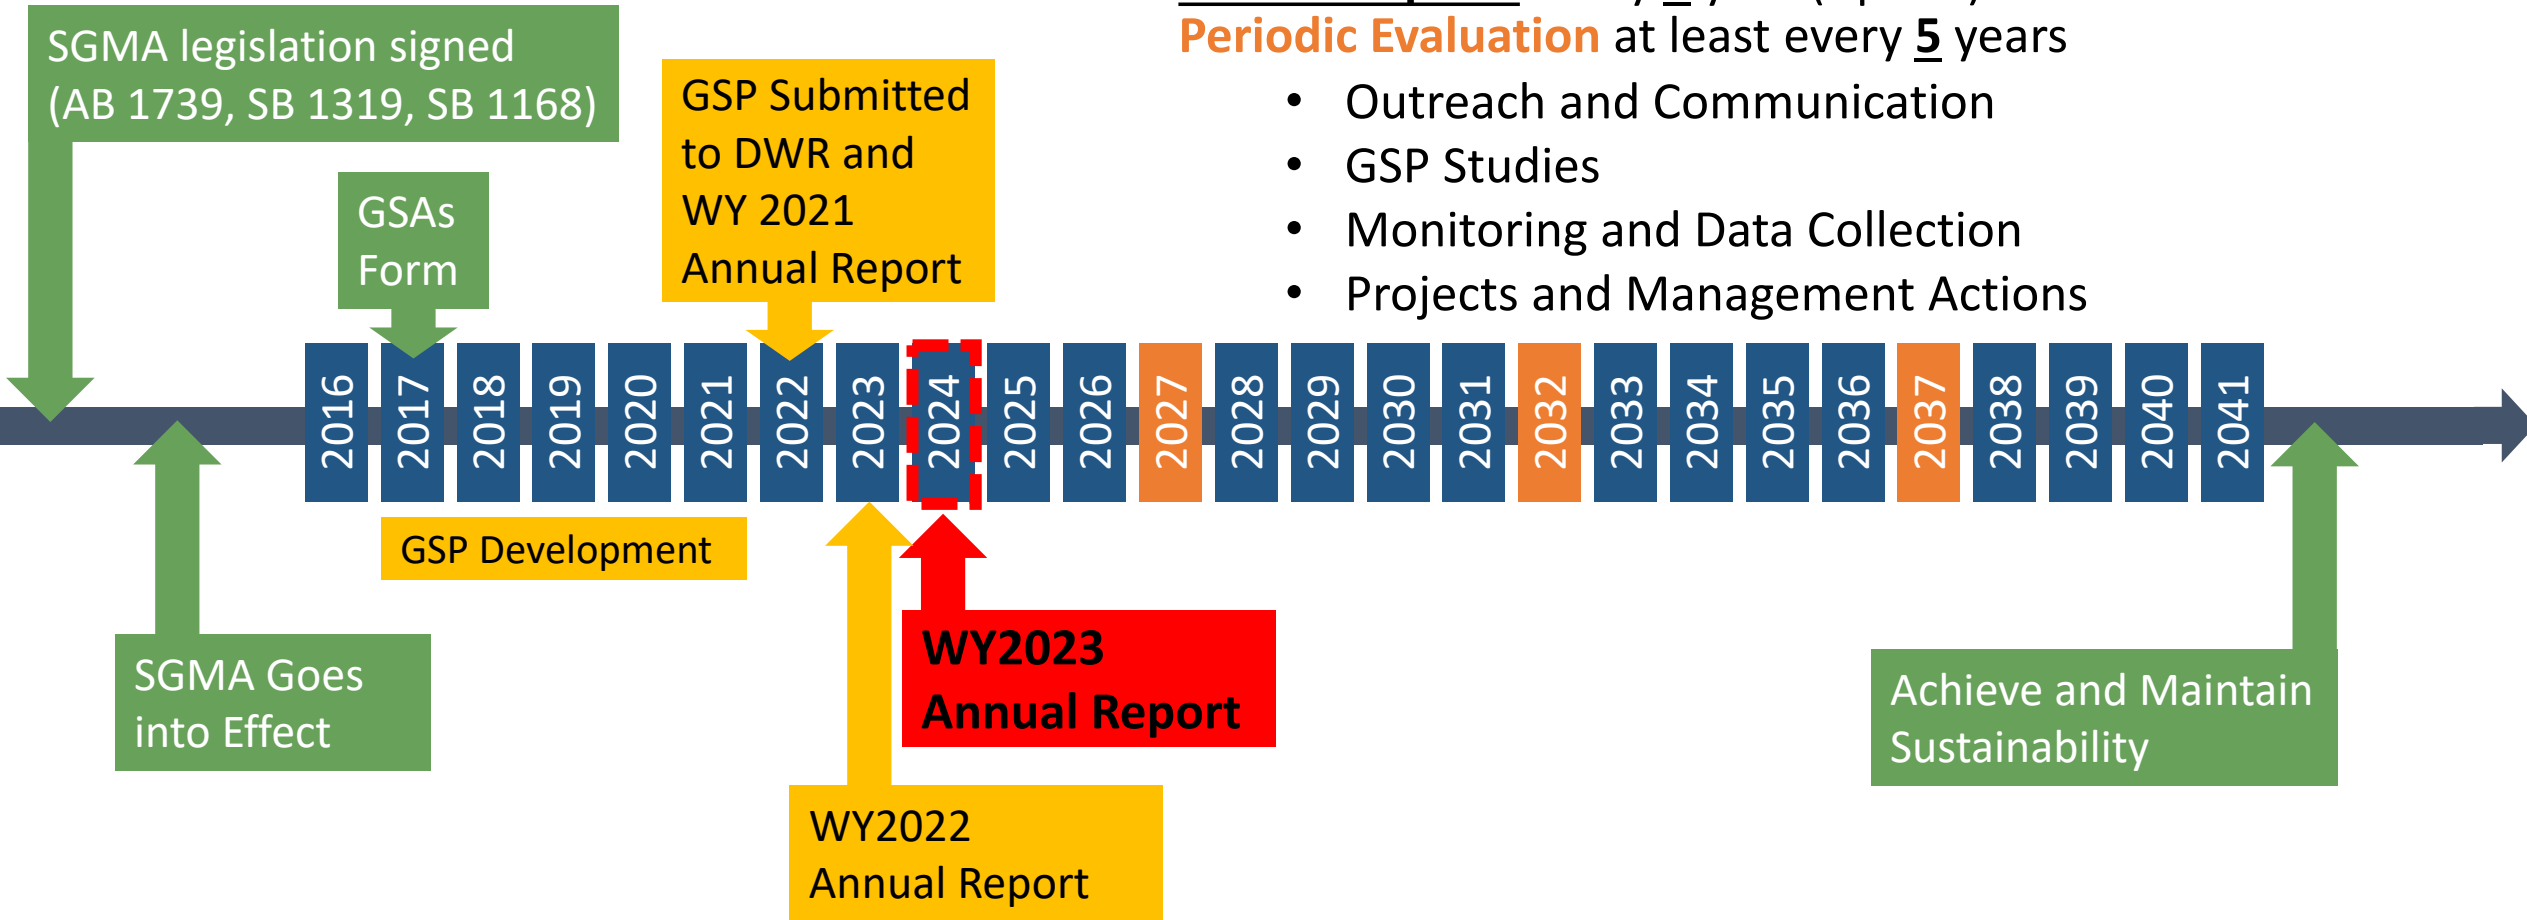 SGMA legislation signed
(AB 1739, SB 1319, SB 1168)
Periodic Evaluation at least every 5 years
• Outreach and Communication
• GSP Studies
• Monitoring and Data Collection
• Projects and Management Actions
GSAs
Form
GSP Submitted
to DWR and
WY 2021
Annual Report
2016
2017
2018
2019
2020
2021
2022
2023
2024
2025
2026
2027
2028
2029
2030
2031
2032
2033
2034
2035
2036
2037
2038
2039
2040
2041
GSP Development
SGMA Goes
into Effect
WY2023
Annual Report
WY2022
Annual Report
Achieve and Maintain
Sustainability